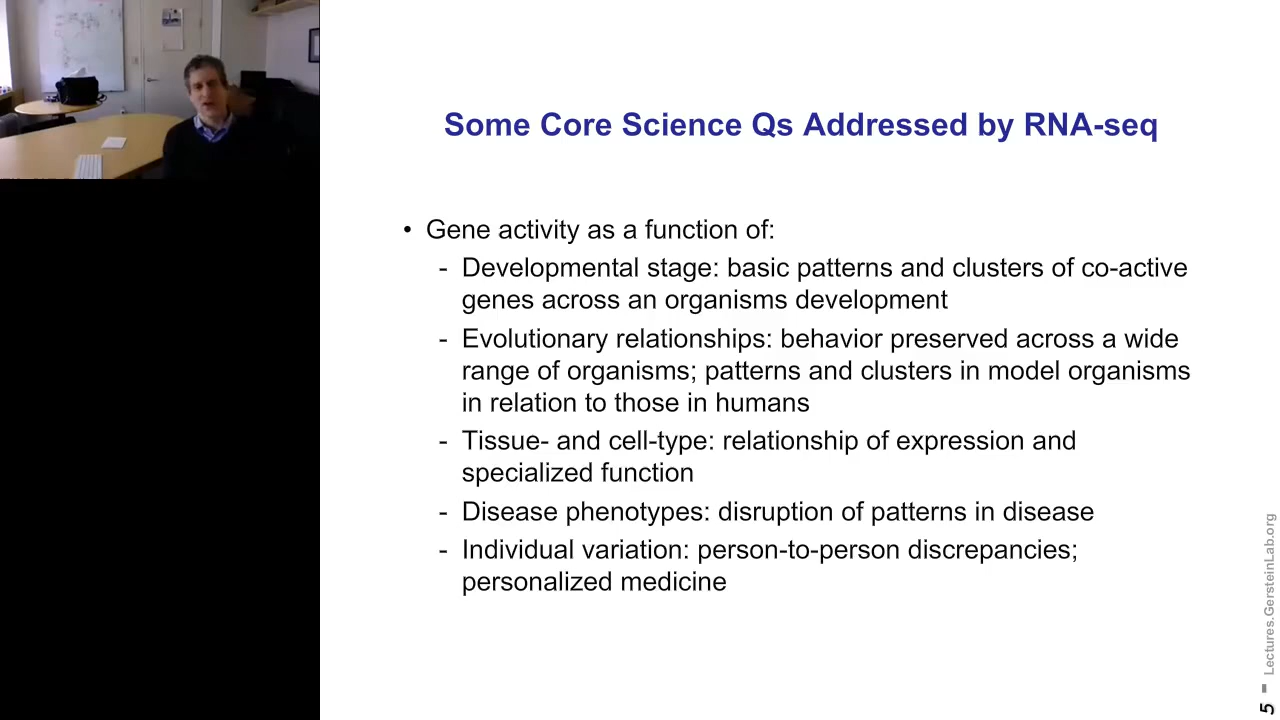 Some Core Science Qs Addressed by RNA-seq
• Gene activity as a function of:
- Developmental stage: basic patterns and clusters of co-active
genes across an organisms development
- Evolutionary relationships: behavior preserved across a wide
range of organisms; patterns and clusters in model organisms
in relation to those in humans
- Tissue- and cell-type: relationship of expression and
specialized function
- Disease phenotypes: disruption of patterns in disease
- Individual variation: person-to-person discrepancies;
personalized medicine
5 - Lectures.GersteinLab.org